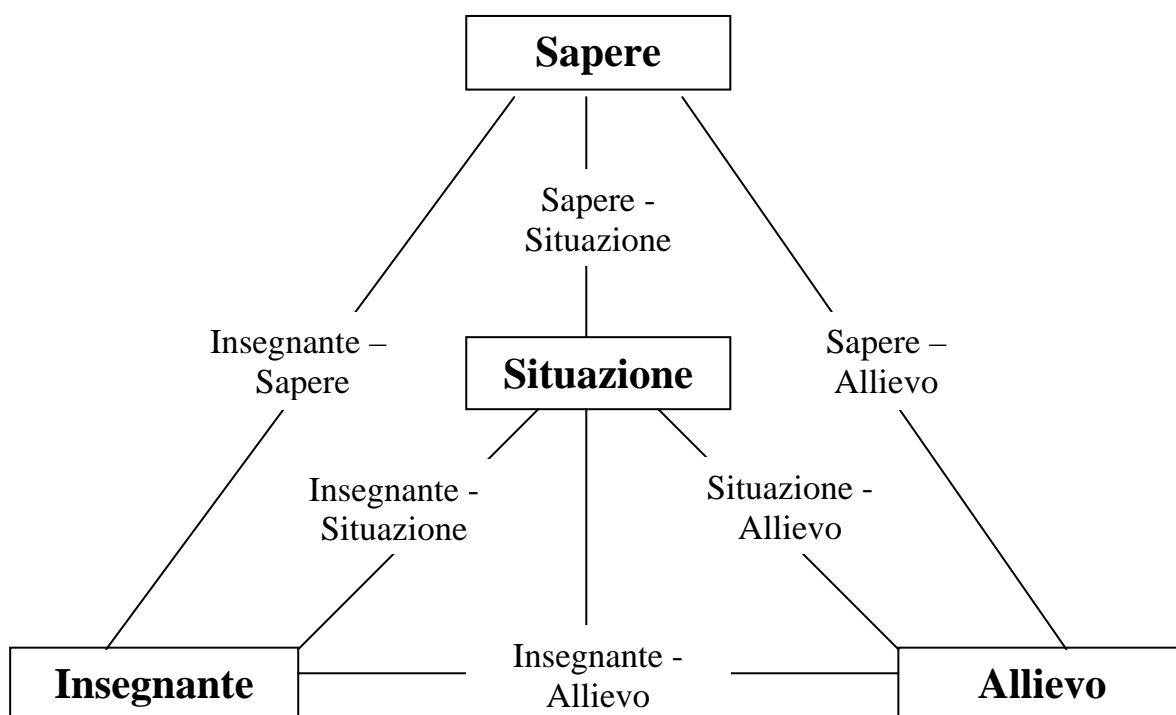 Sapere
Sapere -
Situazione
Insegnante –
Sapere
Situazione
Sapere –
Allievo
Insegnante -
Situazione
Situazione -
Allievo
Insegnante
Insegnante -
Allievo
Allievo